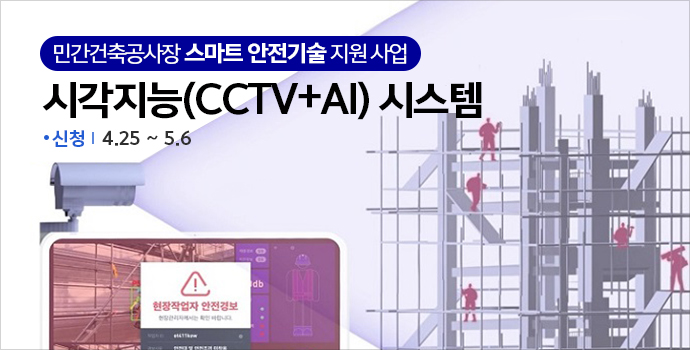 민간건축공사장 스마트 안전기술 지원 사업
시각지능(CCTV+AI) 시스템
•신청 | 4.25 ~ 5.6
현장작업자 안전경보